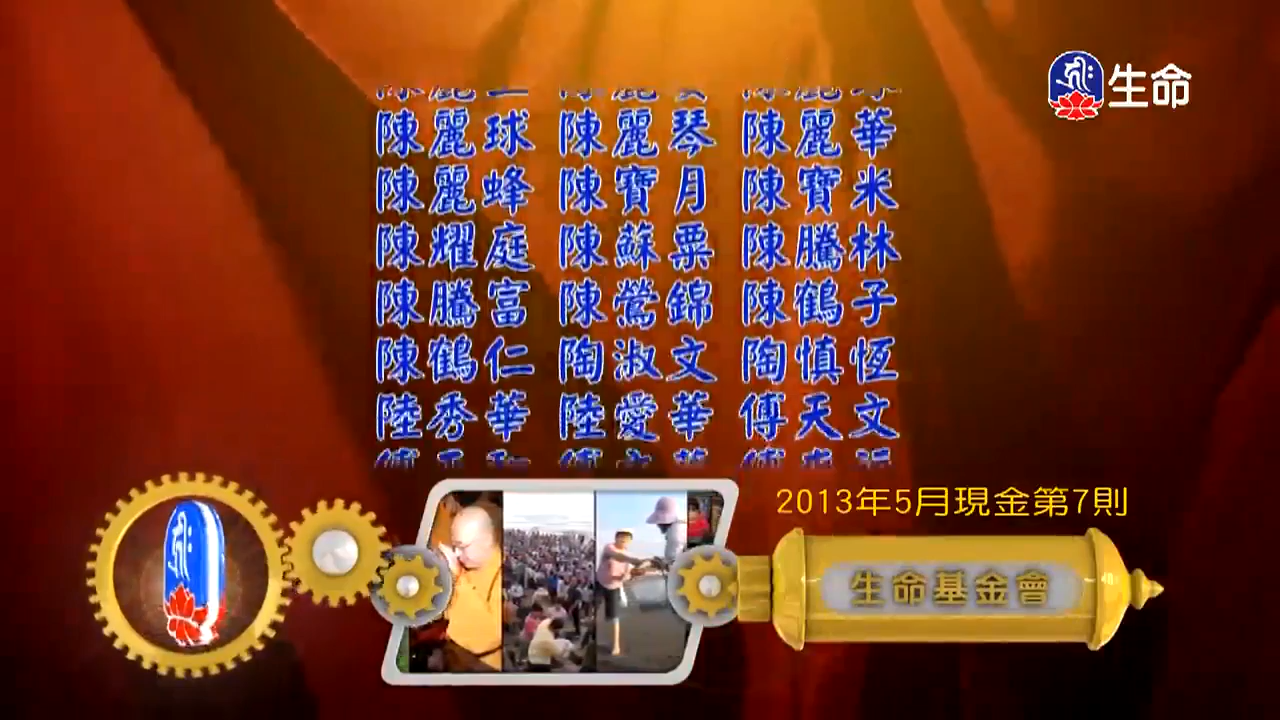 生命
陳麗球 陳麗琴 陳麗華
陳麗蜂 陳寶月 陳寶米
陳耀庭 陳蘇粟 陳騰林
陳騰富 陳鶯錦 陳鶴子
陳鶴仁 陶淑文 陶慎恆
陸秀華 陸愛華 傅天文
2013年5月現金第7則
生命基金會